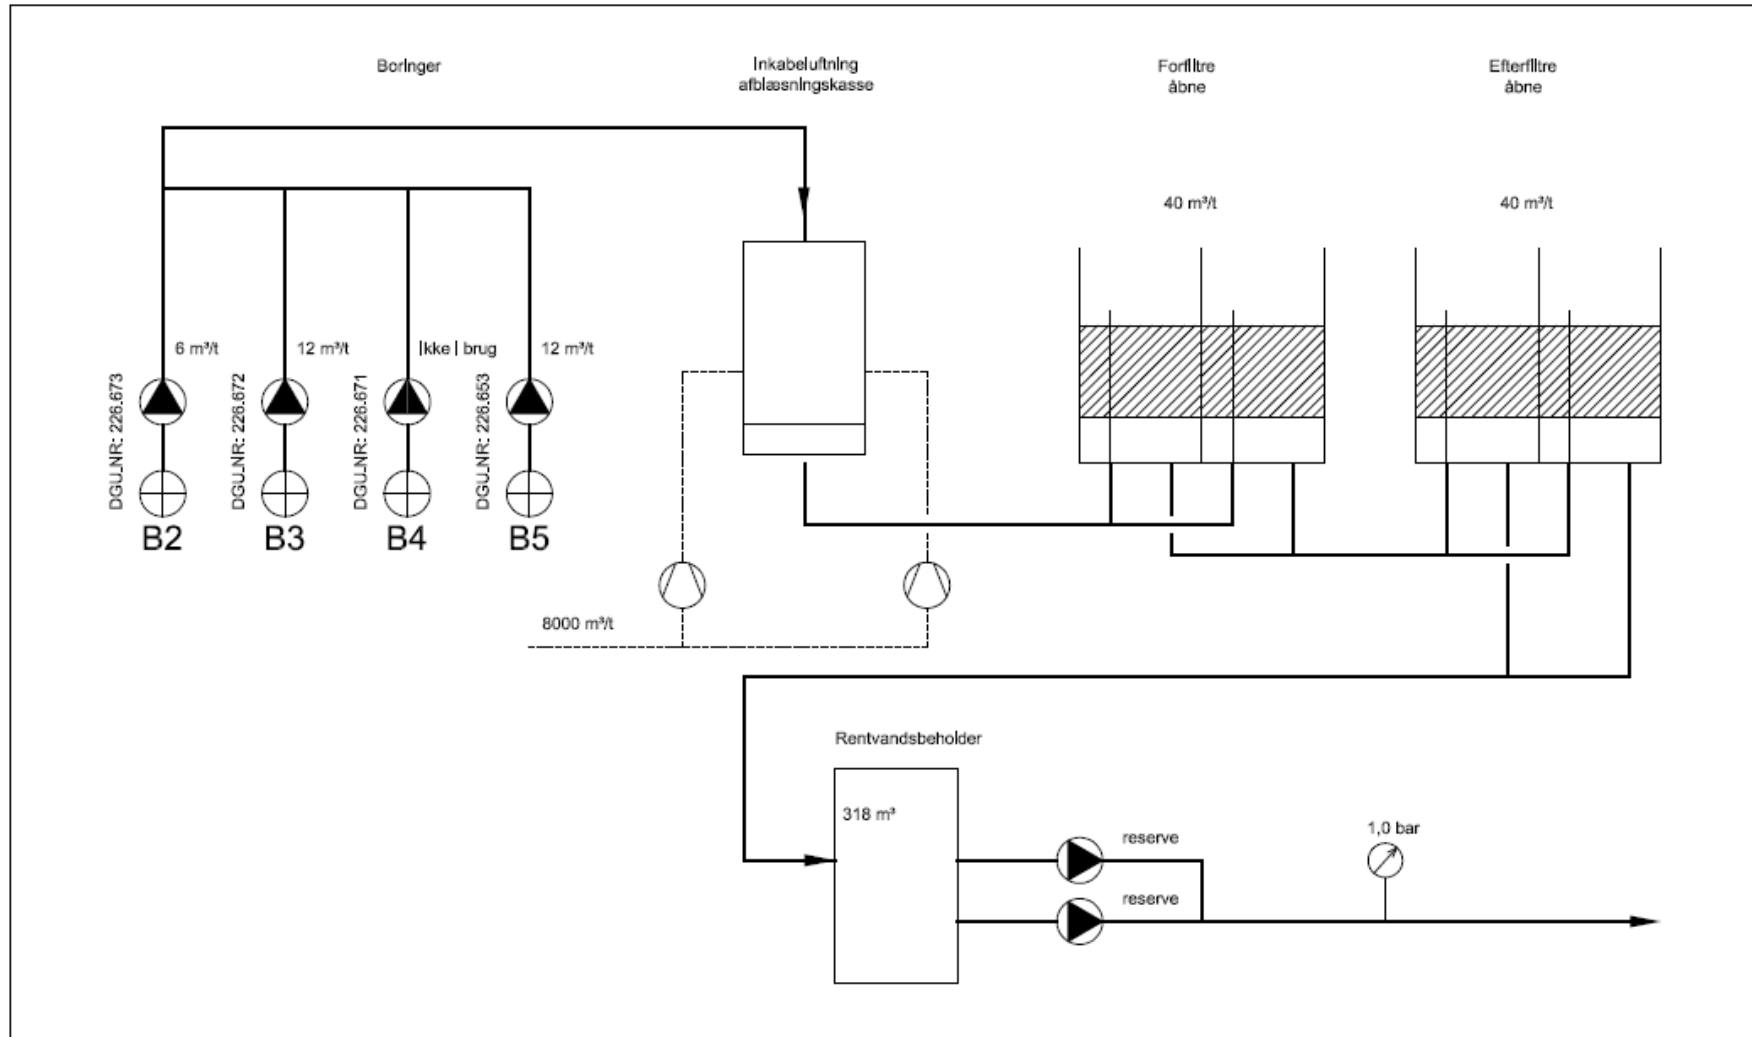 Boringer
Inkabeluftning
afblæsningskasse
Forfiltre
åbne
Efterfiltre
åbne
40 m³/t
40 m³/t
6 m³/t
12 m³/t
Ikke I brug
12 m³/t
DGU.NR: 226.673
DGU.NR: 226.672
DGU.NR: 226.671
DGU.NR: 226.653
B2
B3
B4
B5
8000 m³/t
Rentvandsbeholder
318 m³
reserve
reserve
1,0 bar